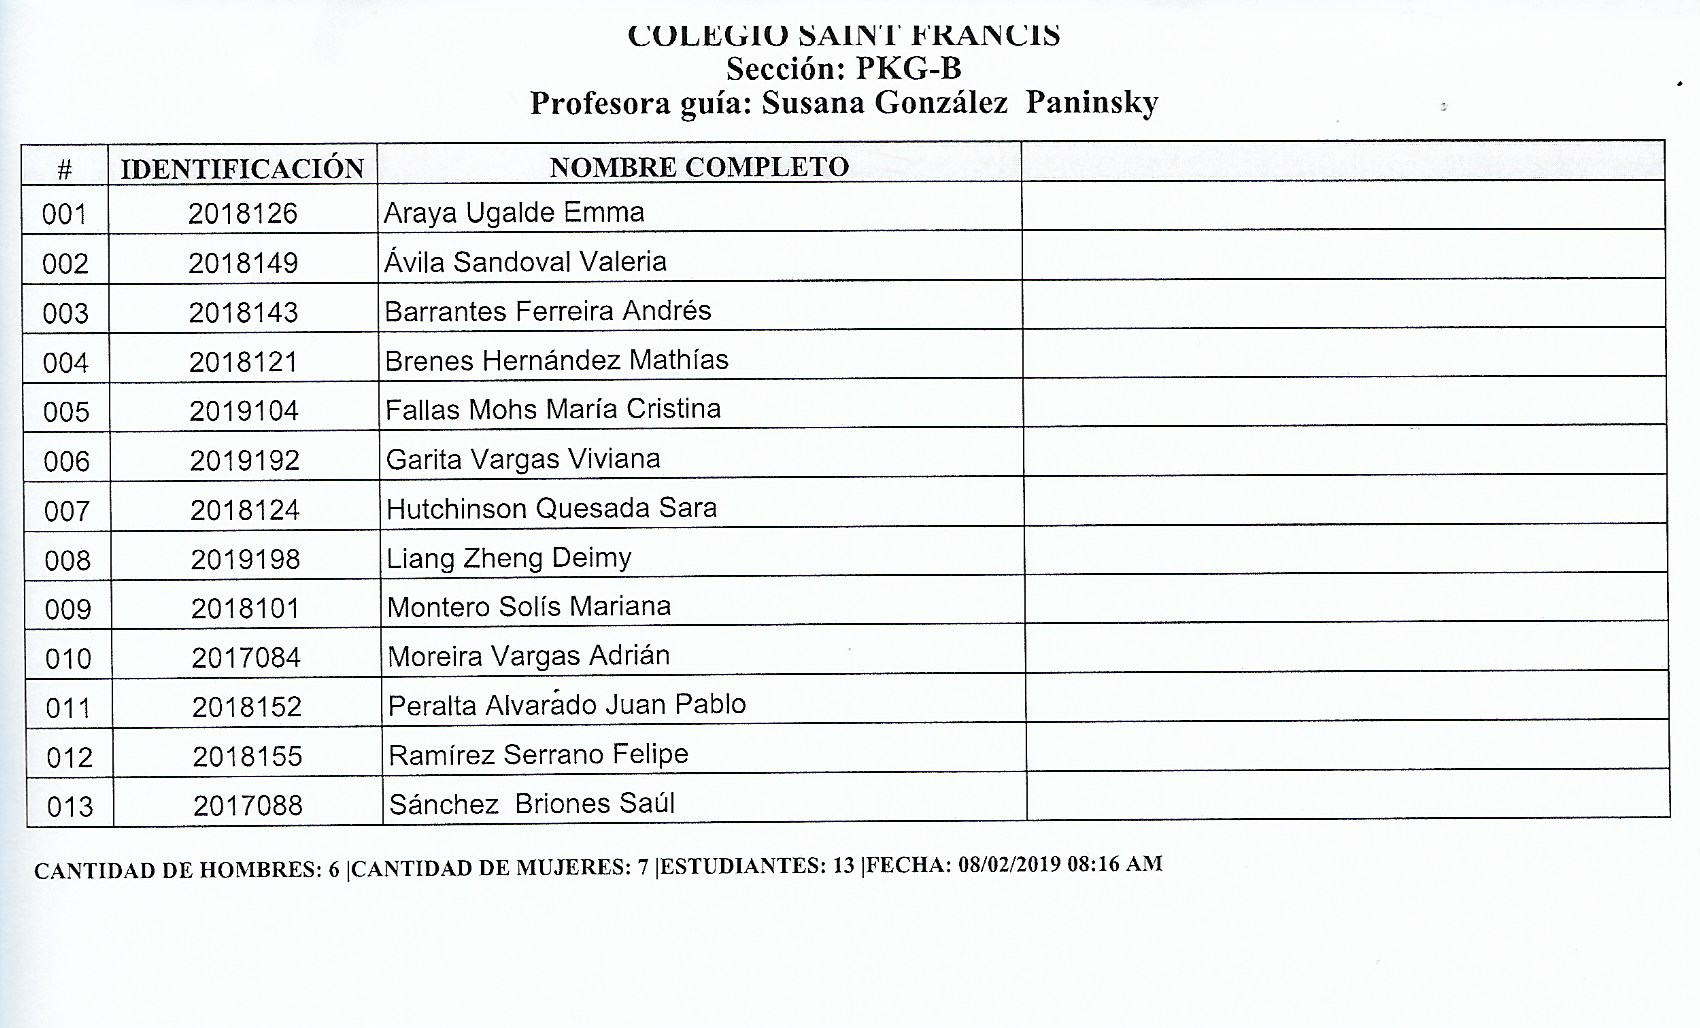 COLEGIO SAINT FRANCIS
Sección: PKG-B
Profesora guía: Susana González Paninsky
# IDENTIFICACIÓN NOMBRE COMPLETO
001 2018126 Araya Ugalde Emma
002 2018149 Ávila Sandoval Valeria
003 2018143 Barrantes Ferreira Andrés
004 2018121 Brenes Hernández Mathías
005 2019104 Fallas Mohs María Cristina
006 2019192 Garita Vargas Viviana
007 2018124 Hutchinson Quesada Sara
008 2019198 Liang Zheng Deimy
009 2018101 Montero Solís Mariana
010 2017084 Moreira Vargas Adrián
011 2018152 Peralta Alvarado Juan Pablo
012 2018155 Ramírez Serrano Felipe
013 2017088 Sánchez Briones Saúl
CANTIDAD DE HOMBRES: 6 |CANTIDAD DE MUJERES: 7 |ESTUDIANTES: 13 |FECHA: 08/02/2019 08:16 AM